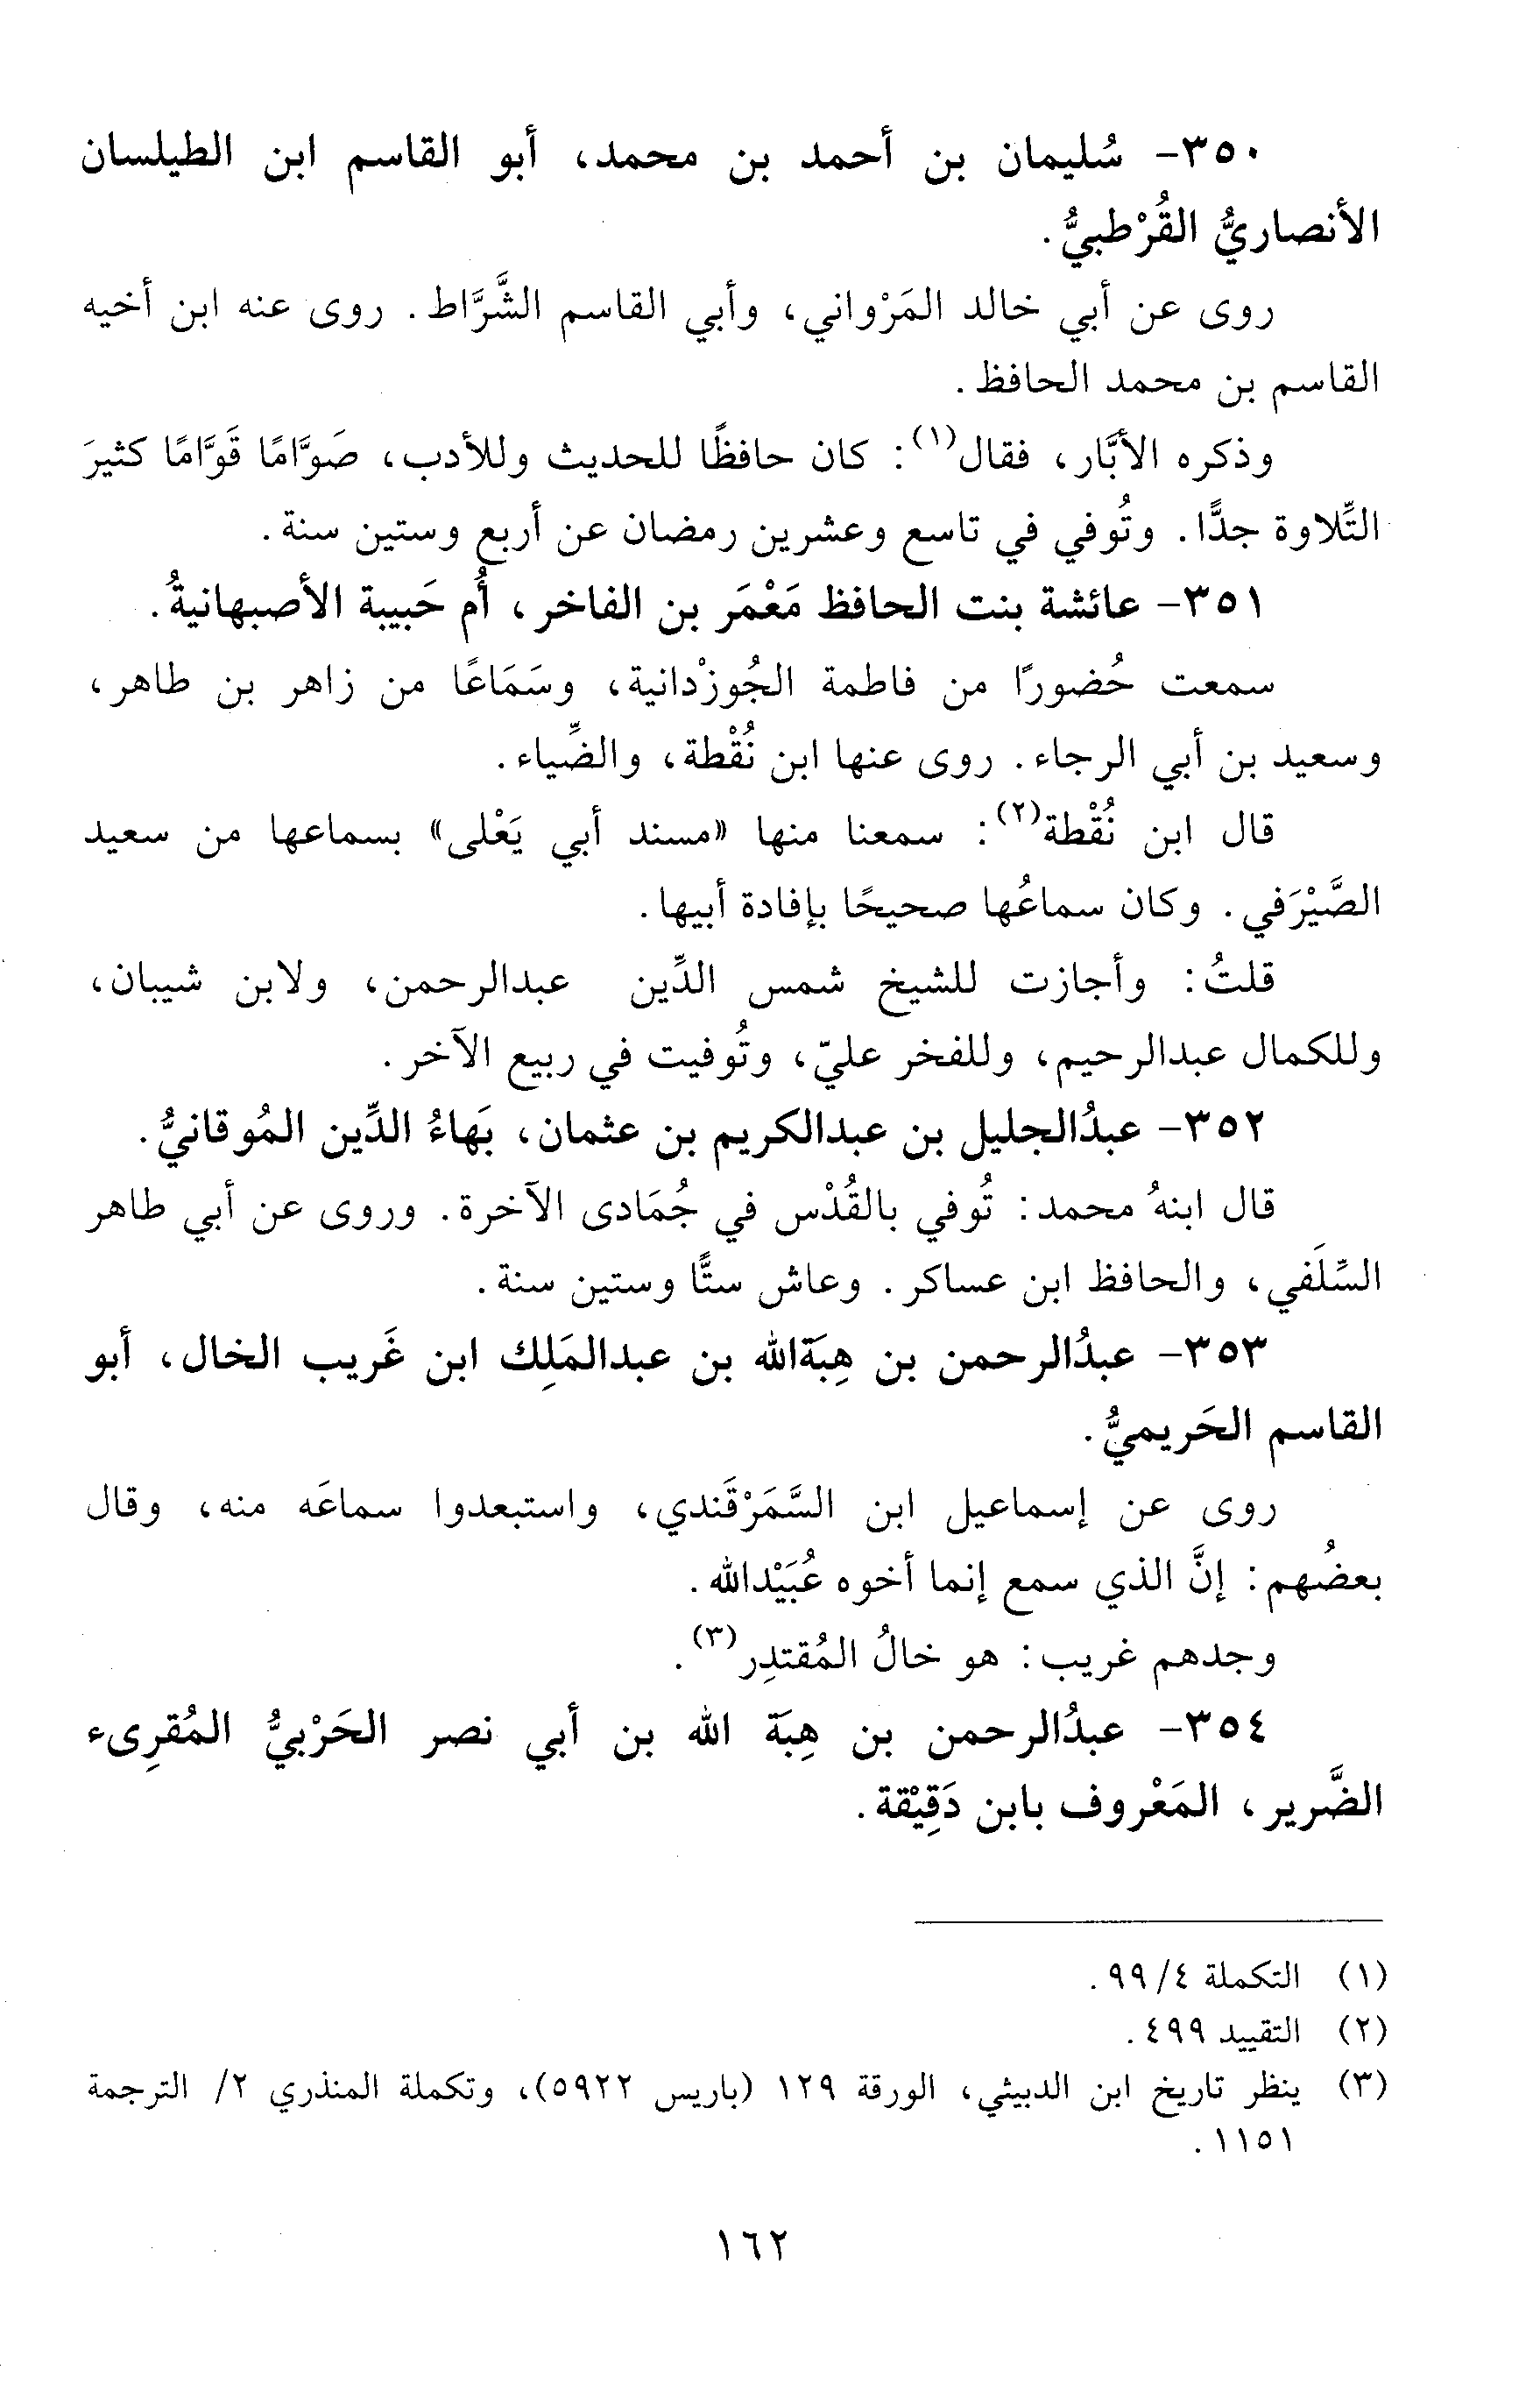 ٣٥٠- سُليمان بن أحمد بن محمد، أبو القاسم ابن الطيلسان
الأنصاريُّ القُرْطبيُّ.
روى عن أبي خالد المَرْواني، وأبي القاسم الشَّرَّاط. روى عنه ابن أخيه
القاسم بن محمد الحافظ.
وذكره الأبَّار، فقال(١): كان حافظًا للحديث وللأدب، صَوَّامًا قَوَّامًا كثيرَ
التِّلاوة جدًّا. وتُوفي في تاسع وعشرين رمضان عن أربع وستين سنة.
٣٥١- عائشة بنت الحافظ مَعْمَر بن الفاخر، أُم حَبيبة الأصبهانيةُ.
سمعت حُضورًا من فاطمة الجُوزْدانية، وسَمَاعًا من زاهر بن طاهر،
وسعيد بن أبي الرجاء. روى عنها ابن نُقْطة، والضِّياء.
قال ابن نُقْطة(٢): سمعنا منها «مسند أبي يَعْلى» بسماعها من سعيد
الصَّيْرَفي. وكان سماعُها صحيحًا بإفادة أبيها.
قلتُ: وأجازت للشيخ شمس الدِّين عبدالرحمن، ولابن شيبان،
وللكمال عبدالرحيم، وللفخر عليّ، وتُوفيت في ربيع الآخر.
٣٥٢- عبدُالجليل بن عبدالكريم بن عثمان، بَهاءُ الدِّين المُوقانيُّ.
قال ابنهُ محمد: تُوفي بالقُدْس في جُمَادى الآخرة. وروى عن أبي طاهر
السِّلَفي، والحافظ ابن عساكر. وعاش ستًّا وستين سنة.
٣٥٣- عبدُالرحمن بن هِبَةالله بن عبدالمَلِك ابن غَريب الخال، أبو
القاسم الحَريميُّ.
روى عن إسماعيل ابن السَّمَرْقَندي، واستبعدوا سماعَه منه، وقال
بعضُهم: إنَّ الذي سمع إنما أخوه عُبَيْدالله.
وجدهم غريب: هو خالُ المُقتدِر(٣).
٣٥٤- عبدُالرحمن بن هِبَة الله بن أبي نصر الحَرْبيُّ المُقرِىء
الضَّرير، المَعْروف بابن دَقِيْقة.
(١) التكملة ٤/ ٩٩.
(٢) التقييد ٤٩٩.
(٣) ينظر تاريخ ابن الدبيثي، الورقة ١٢٩ (باريس ٥٩٢٢)، وتكملة المنذري ٢/ الترجمة
١١٥١.
١٦٢